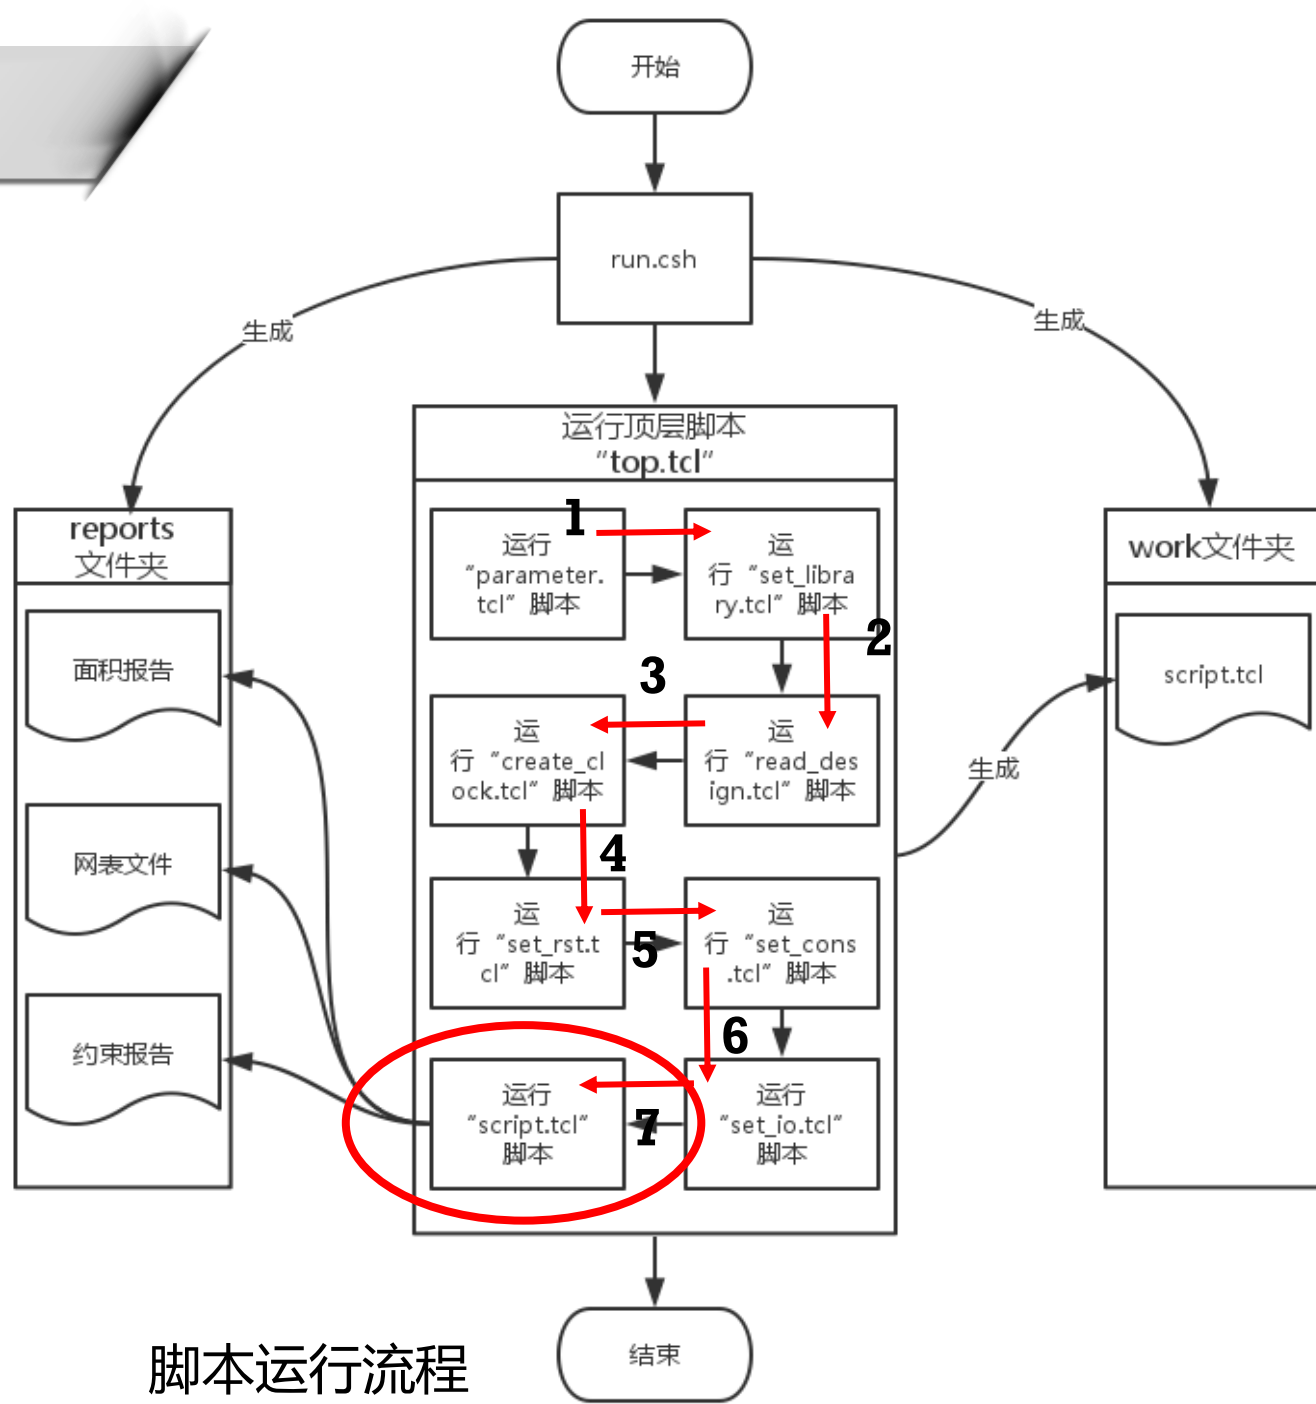 开始
run.csh
生成
生成
运行顶层脚本
“top.tcl”
reports
文件夹
面积报告
网表文件
约束报告
1
运行
“parameter.
tcl”脚本
运
行“set_libra
ry.tcl”脚本
2
3
运
行“create_cl
ock.tcl”脚本
运
行“read_des
ign.tcl”脚本
4
运
行“set_rst.t
cl”脚本
5
运
行“set_cons
.tcl”脚本
6
运行
“script.tcl”
脚本
7
运行
“set_io.tcl”
脚本
生成
work文件夹
script.tcl
结束
脚本运行流程